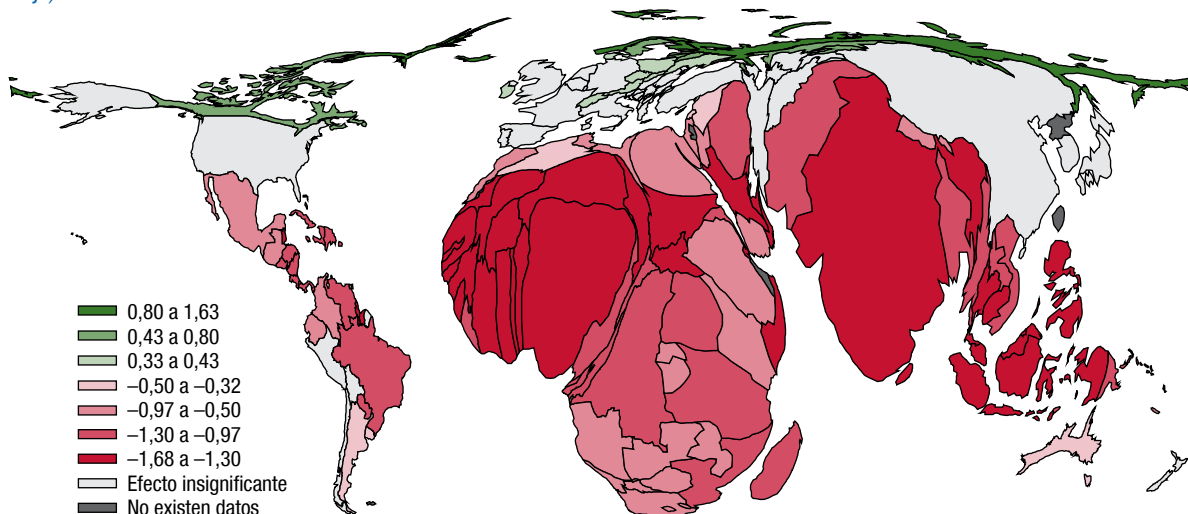 0,80 a 1,63
0,43 a 0,80
0,33 a 0,43
–0,50 a –0,32
–0,97 a –0,50
–1,30 a –0,97
–1,68 a –1,30
Efecto insignificante
No existen datos